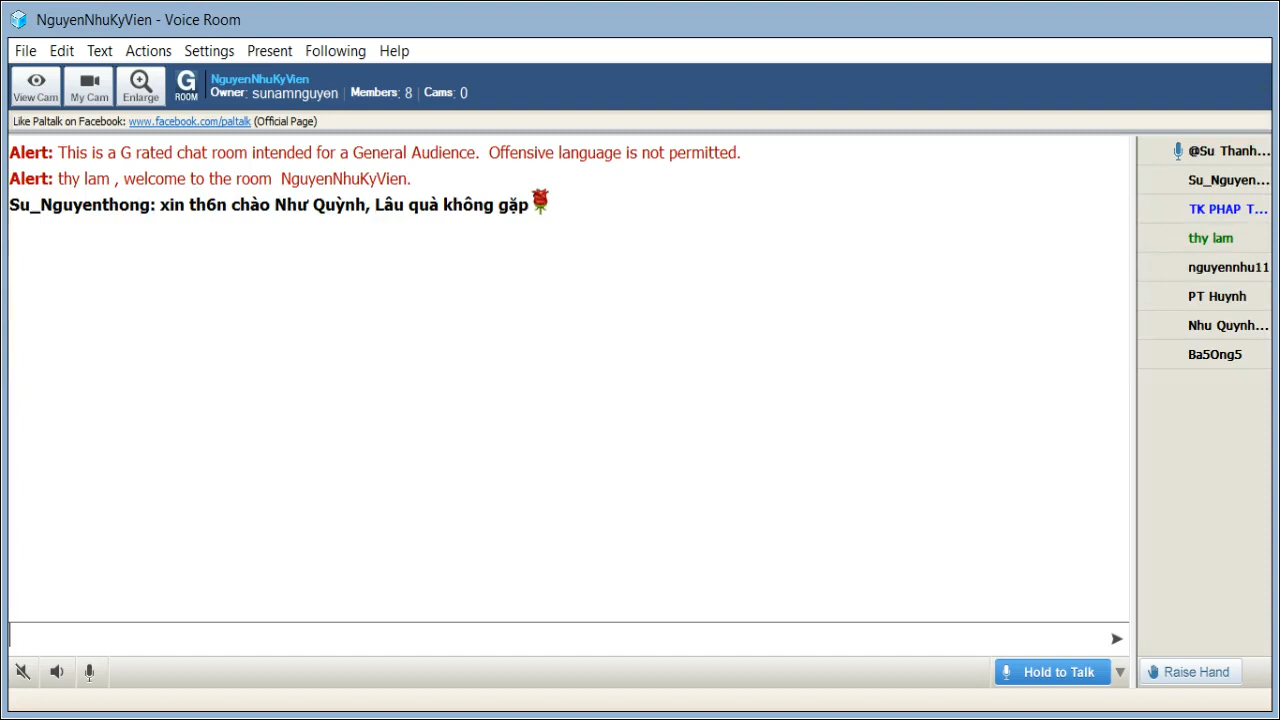 NguyenNhuKyVien - Voice Room
File Edit Text Actions Settings Present Following Help
View Cam My Cam Enlarge G ROOM
NguyenNhuKyVien
Owner: sunamnguyen Members: 8 Cams: 0
Like Paltalk on Facebook: www.facebook.com/paltalk (Official Page)
Alert: This is a G rated chat room intended for a General Audience. Offensive language is not permitted.
Alert: thy lam , welcome to the room NguyenNhuKyVien.
Su_Nguyenthong: xin th6n chào Như Quỳnh, Lâu quà không gặp
@Su Thanh...
Su_Nguyen...
TK PHAP T...
thy lam
nguyennhu11
PT Huynh
Nhu Quynh...
Ba5Ong5
Hold to Talk
Raise Hand